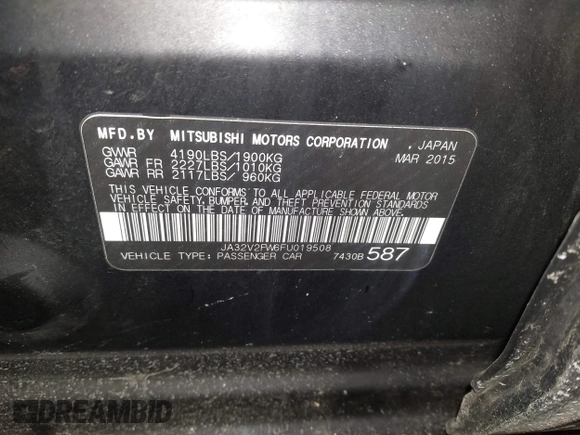 MFD.BY MITSUBISHI MOTORS CORPORATION , JAPAN
MAR 2015
GVWR 4190LBS/1900KG
GAWR FR 2227LBS/1010KG
GAWR RR 2117LBS/ 960KG
THIS VEHICLE CONFORMS TO ALL APPLICABLE FEDERAL MOTOR
VEHICLE SAFETY, BUMPER, AND THEFT PREVENTION STANDARDS
IN EFFECT ON THE DATE OF MANUFACTURE SHOWN ABOVE.
JA32V2FW6FU019508
VEHICLE TYPE: PASSENGER CAR 7430B 587
DREAMBID